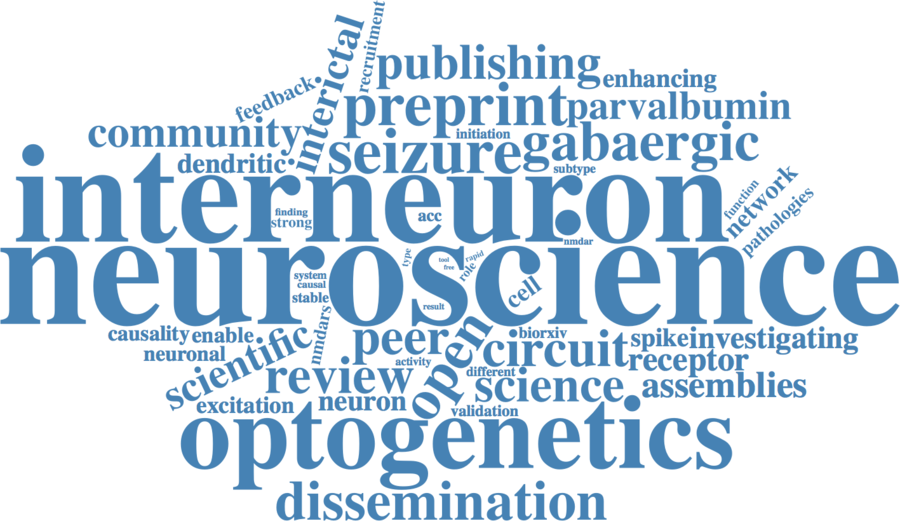 recruitment
interictal
publishing
enhancing
feedback
preprint
parvalbumin
community
initiation
seizure
gabaergic
dendritic
subtype
interneuron
function
network
pathologies
finding
strong
acc
nmdar
neuroscience
type
tool
free
rapid
role
system
causal
stable
cell
result
nmdars
causality
enable
neuronal
scientific
peer
open
biorxiv
circuit
spike
investigating
receptor
activity
review
different
science
assemblies
excitation
neuron
validation
optogenetics
dissemination